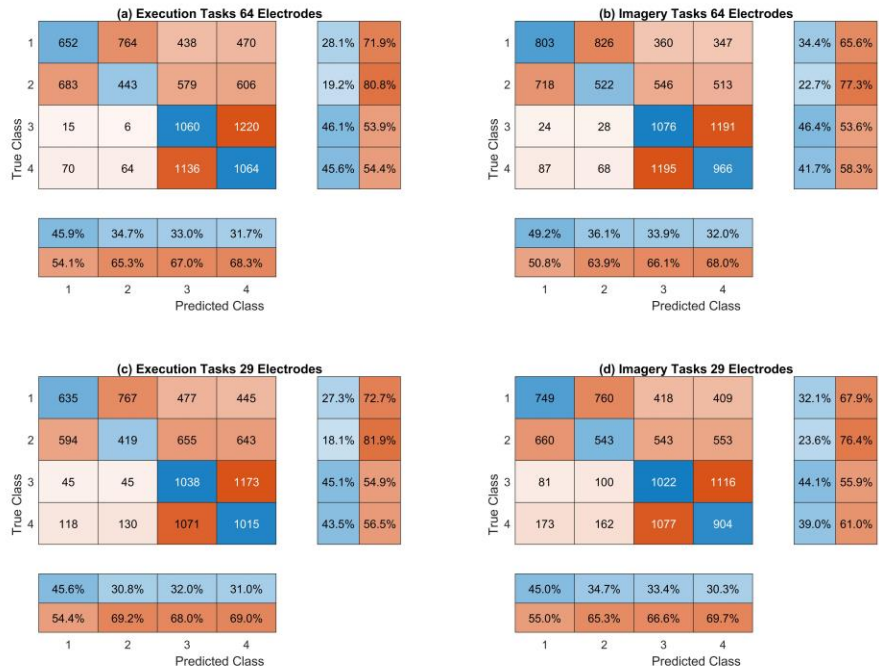 (a) Execution Tasks 64 Electrodes
1 652 764 438 470 28.1% 71.9%
2 683 443 579 606 19.2% 80.8%
3 15 6 1060 1220 46.1% 53.9%
4 70 64 1136 1064 45.6% 54.4%
True Class
45.9% 34.7% 33.0% 31.7%
54.1% 65.3% 67.0% 68.3%
1 2 3 4
Predicted Class
(b) Imagery Tasks 64 Electrodes
1 803 826 360 347 34.4% 65.6%
2 718 522 546 513 22.7% 77.3%
3 24 28 1076 1191 46.4% 53.6%
4 87 68 1195 966 41.7% 58.3%
True Class
49.2% 36.1% 33.9% 32.0%
50.8% 63.9% 66.1% 68.0%
1 2 3 4
Predicted Class
(c) Execution Tasks 29 Electrodes
1 635 767 477 445 27.3% 72.7%
2 594 419 655 643 18.1% 81.9%
3 45 45 1038 1173 45.1% 54.9%
4 118 130 1071 1015 43.5% 56.5%
True Class
45.6% 30.8% 32.0% 31.0%
54.4% 69.2% 68.0% 69.0%
1 2 3 4
Predicted Class
(d) Imagery Tasks 29 Electrodes
1 749 760 418 409 32.1% 67.9%
2 660 543 543 553 23.6% 76.4%
3 81 100 1022 1116 44.1% 55.9%
4 173 162 1077 904 39.0% 61.0%
True Class
45.0% 34.7% 33.4% 30.3%
55.0% 65.3% 66.6% 69.7%
1 2 3 4
Predicted Class